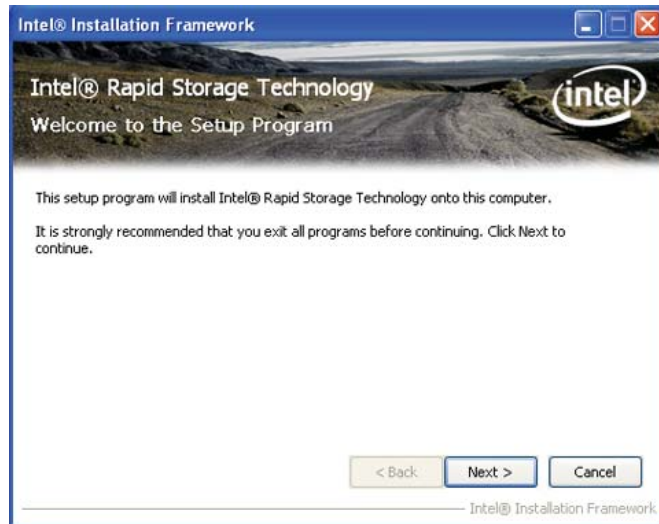 Intel® Installation Framework
Intel® Rapid Storage Technology
Welcome to the Setup Program
intel
This setup program will install Intel® Rapid Storage Technology onto this computer.
It is strongly recommended that you exit all programs before continuing. Click Next to
continue.
< Back
Next >
Cancel
Intel® Installation Framework